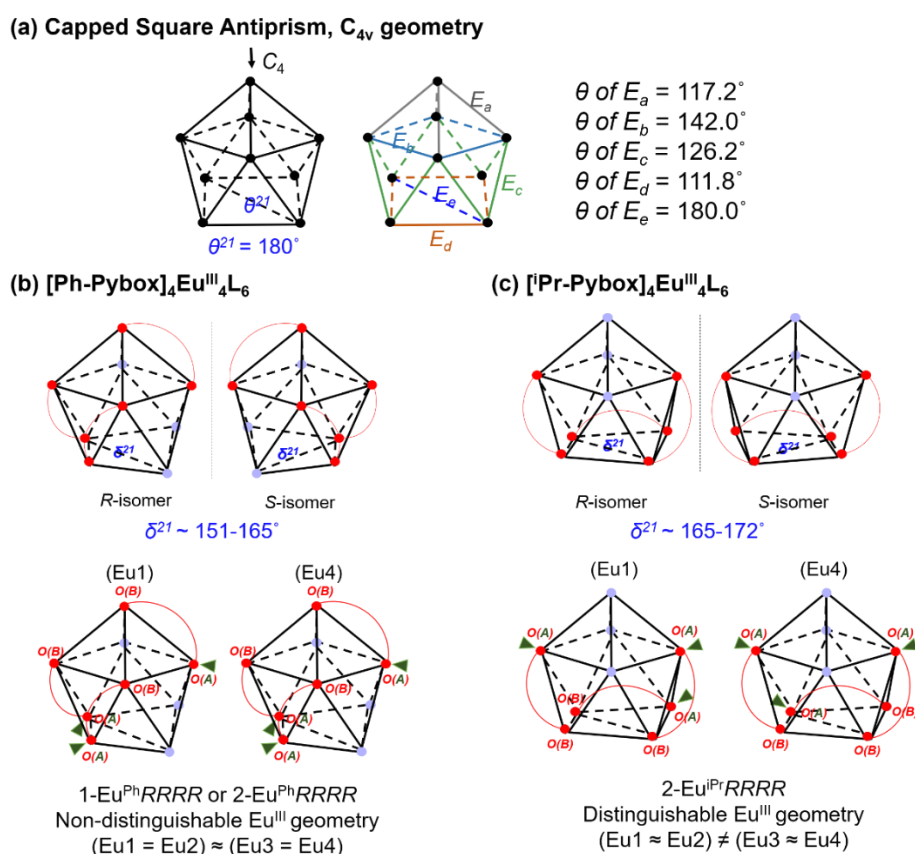 (a) Capped Square Antiprism, C4v geometry
C4
Ea
Eb
Ec
Ee
Ed
θ21
θ21 = 180˚
θ of Ea = 117.2˚
θ of Eb = 142.0˚
θ of Ec = 126.2˚
θ of Ed = 111.8˚
θ of Ee = 180.0˚
(b) [Ph-Pybox]4EuIII4L6
δ21
δ21
R-isomer
S-isomer
δ21 ~ 151-165˚
(Eu1)
(Eu4)
O(B)
O(B)
O(B)
O(B)
O(A)
O(B)
O(A)
O(B)
O(A)
O(A)
O(A)
O(A)
1-EuPhRRRR or 2-EuPhRRRR
Non-distinguishable EuIII geometry
(Eu1 = Eu2) ≈ (Eu3 = Eu4)
(c) [iPr-Pybox]4EuIII4L6
δ21
δ21
R-isomer
S-isomer
δ21 ~ 165-172˚
(Eu1)
(Eu4)
O(A)
O(A)
O(A)
O(A)
O(B)
O(A)
O(A)
O(B)
O(B)
O(B)
O(B)
O(B)
2-EuiPrRRRR
Distinguishable EuIII geometry
(Eu1 ≈ Eu2) ≠ (Eu3 ≈ Eu4)